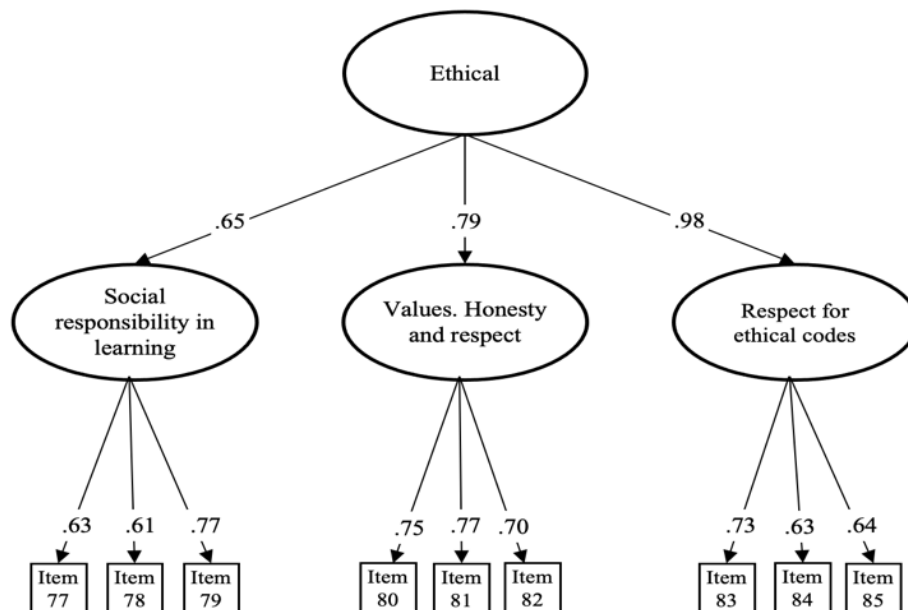 Ethical
.65
.79
.98
Social
responsibility in
learning
Values. Honesty
and respect
Respect for
ethical codes
.63
.61
.77
.75
.77
.70
.73
.63
.64
Item
77
Item
78
Item
79
Item
80
Item
81
Item
82
Item
83
Item
84
Item
85